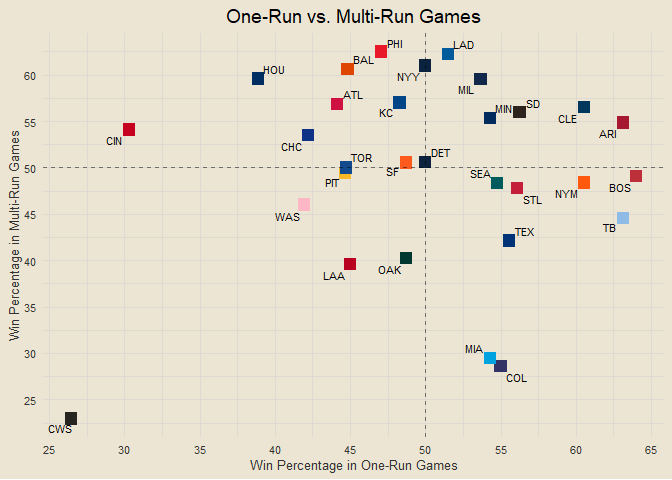 One-Run vs. Multi-Run Games
PHI
LAD
BAL
NYY
HOU
MIL
ATL
KC
MIN
SD
CLE
CIN
CHC
ARI
TOR
DET
PIT
SF
SEA
STL
NYM
BOS
WAS
TB
TEX
LAA
OAK
MIA
COL
CWS
60
55
50
45
40
35
30
25
Win Percentage in Multi-Run Games
25 30 35 40 45 50 55 60 65
Win Percentage in One-Run Games